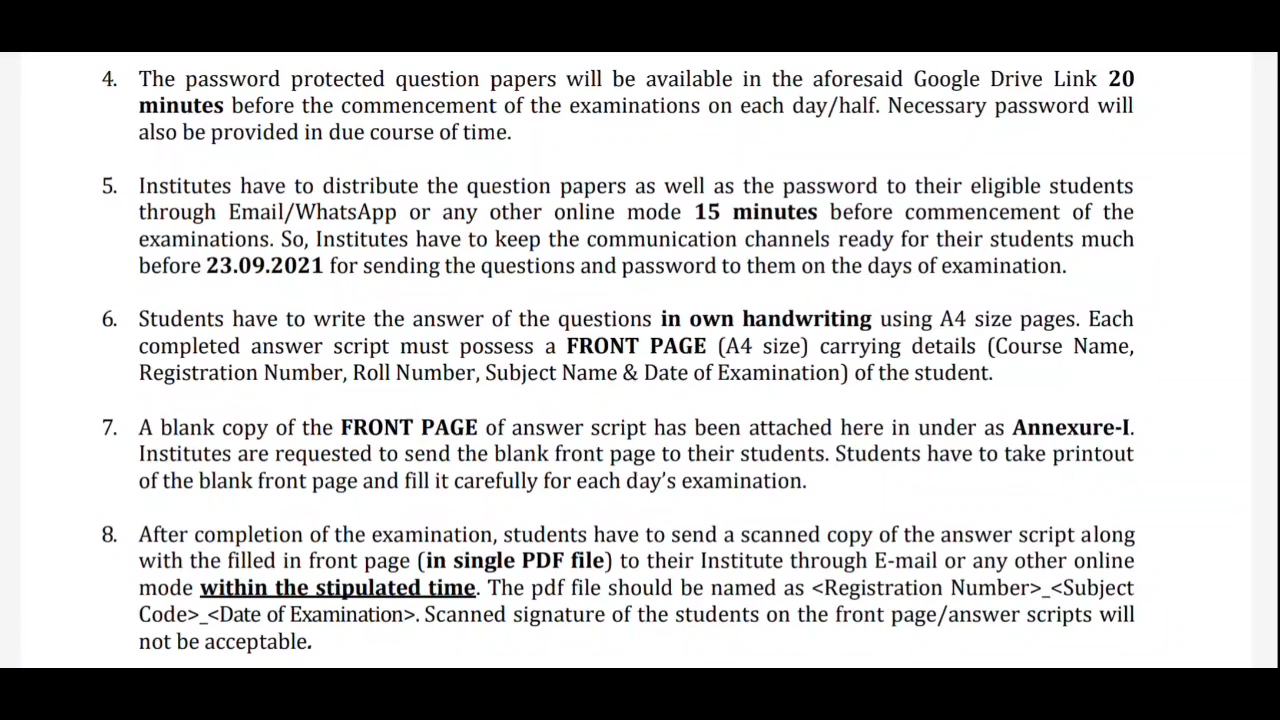 4. The password protected question papers will be available in the aforesaid Google Drive Link 20
minutes before the commencement of the examinations on each day/half. Necessary password will
also be provided in due course of time.
5. Institutes have to distribute the question papers as well as the password to their eligible students
through Email/WhatsApp or any other online mode 15 minutes before commencement of the
examinations. So, Institutes have to keep the communication channels ready for their students much
before 23.09.2021 for sending the questions and password to them on the days of examination.
6. Students have to write the answer of the questions in own handwriting using A4 size pages. Each
completed answer script must possess a FRONT PAGE (A4 size) carrying details (Course Name,
Registration Number, Roll Number, Subject Name & Date of Examination) of the student.
7. A blank copy of the FRONT PAGE of answer script has been attached here in under as Annexure-I.
Institutes are requested to send the blank front page to their students. Students have to take printout
of the blank front page and fill it carefully for each day's examination.
8. After completion of the examination, students have to send a scanned copy of the answer script along
with the filled in front page (in single PDF file) to their Institute through E-mail or any other online
mode within the stipulated time. The pdf file should be named as <Registration Number>_<Subject
Code>_<Date of Examination>. Scanned signature of the students on the front page/answer scripts will
not be acceptable.